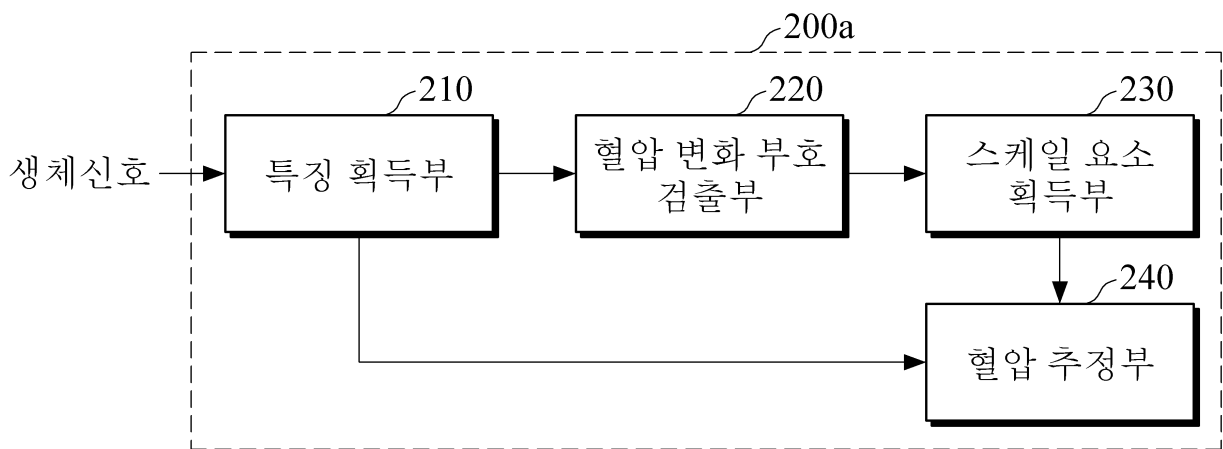 200a
210
220
230
생체신호
특징 획득부
혈압 변화 부호
검출부
스케일 요소
획득부
240
혈압 추정부